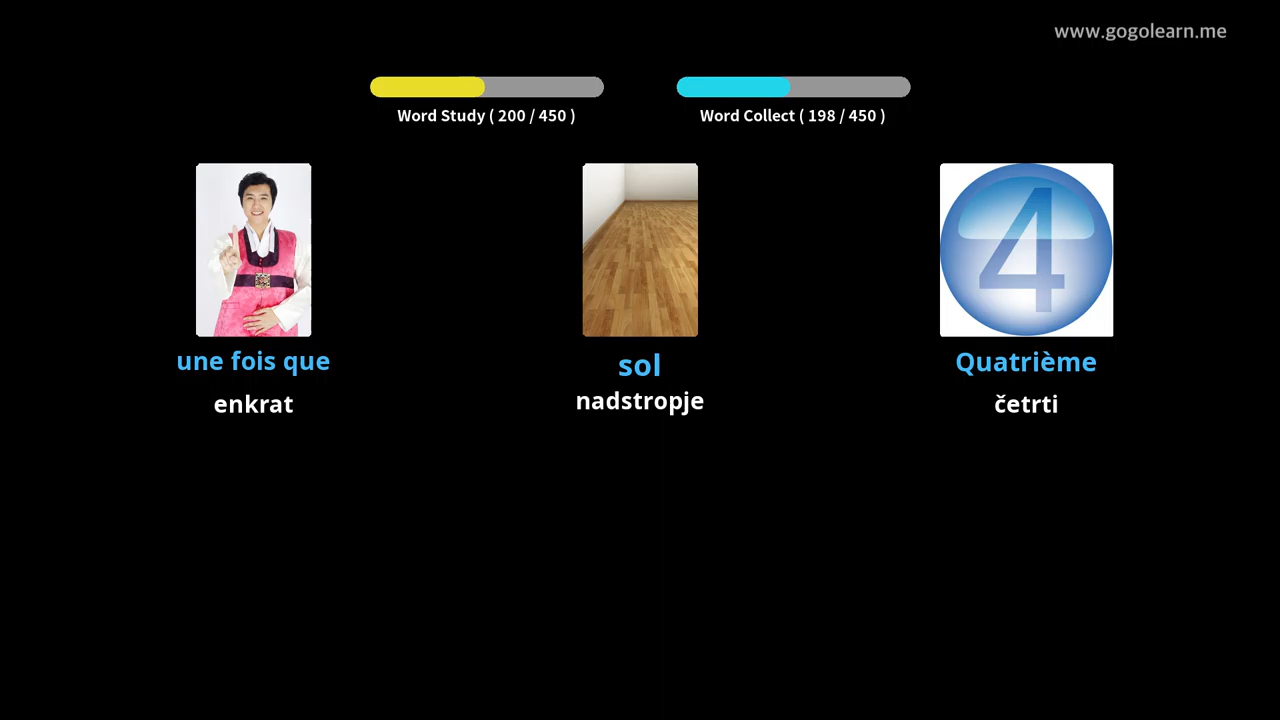 www.gogolearn.me
Word Study ( 200 / 450 )
Word Collect ( 198 / 450 )
4
une fois que
sol
Quatrième
enkrat
nadstropje
četrti